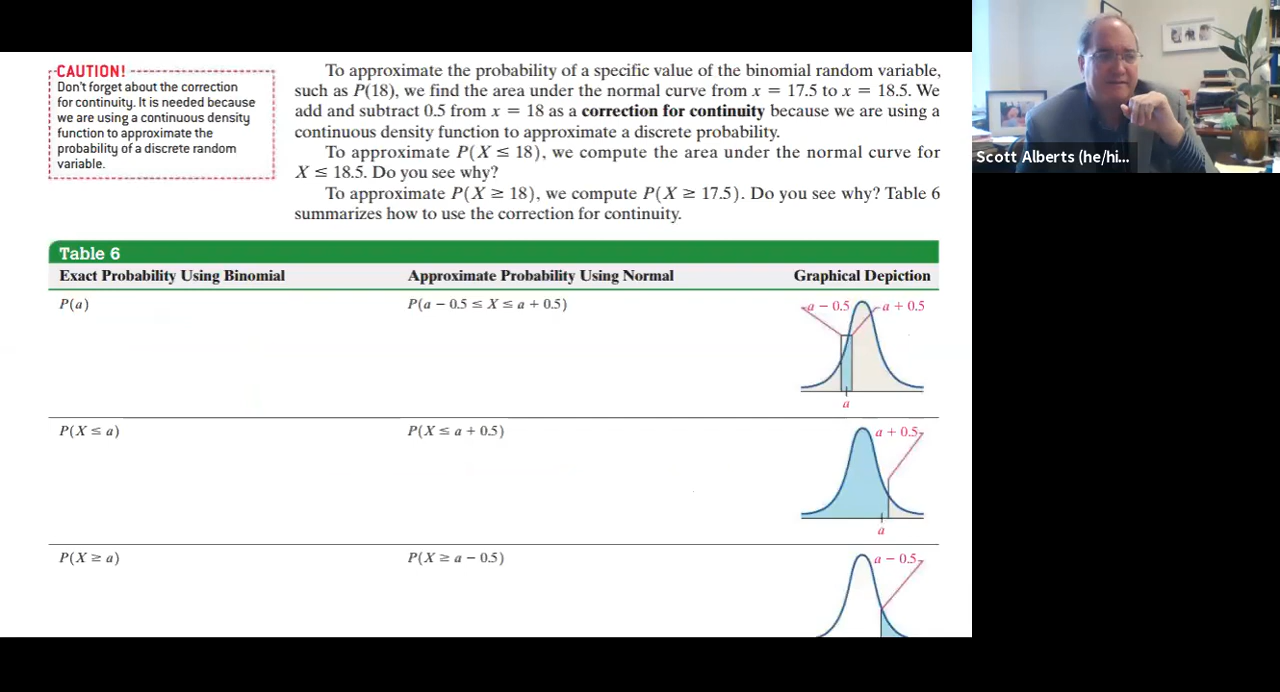 CAUTION!
Don't forget about the correction
for continuity. It is needed because
we are using a continuous density
function to approximate the
probability of a discrete random
variable.
To approximate the probability of a specific value of the binomial random variable,
such as P(18), we find the area under the normal curve from x = 17.5 to x = 18.5. We
add and subtract 0.5 from x = 18 as a correction for continuity because we are using a
continuous density function to approximate a discrete probability.
To approximate P(X ≤ 18), we compute the area under the normal curve for
X ≤ 18.5. Do you see why?
To approximate P(X ≥ 18), we compute P(X ≥ 17.5). Do you see why? Table 6
summarizes how to use the correction for continuity.
Scott Alberts (he/hi...
Table 6
Exact Probability Using Binomial Approximate Probability Using Normal Graphical Depiction
P(a) P(a − 0.5 ≤ X ≤ a + 0.5) a − 0.5 a + 0.5
a
P(X ≤ a) P(X ≤ a + 0.5) a + 0.5
a
P(X ≥ a) P(X ≥ a − 0.5) a − 0.5